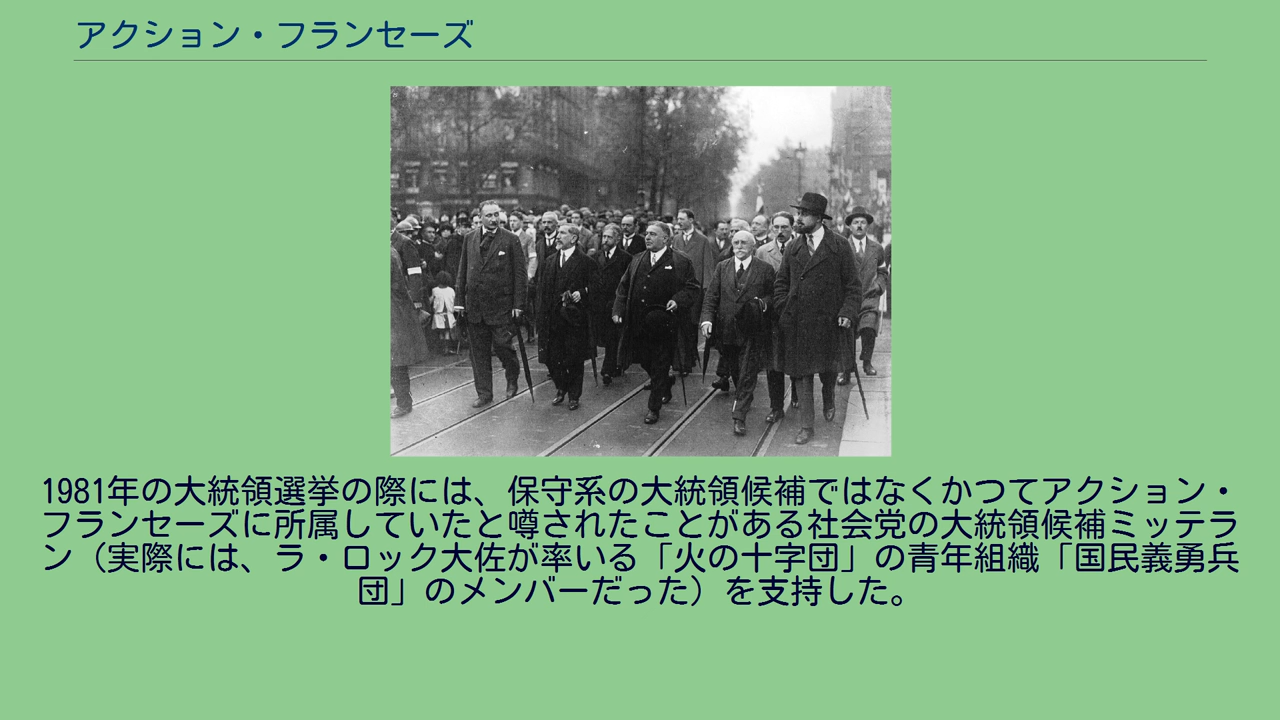 アクション・フランセーズ
1981年の大統領選挙の際には、保守系の大統領候補ではなくかつてアクション・
フランセーズに所属していたと噂されたことがある社会党の大統領候補ミッテラ
ン（実際には、ラ・ロック大佐が率いる「火の十字団」の青年組織「国民義勇兵
団」のメンバーだった）を支持した。